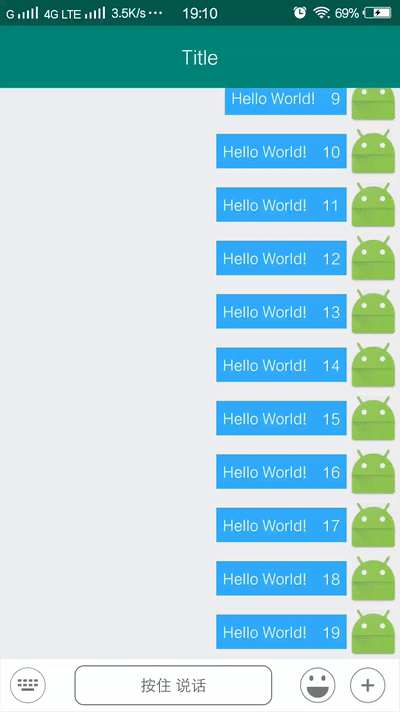 G 4G LTE 3.5K/s ··· 19:10 69%
Title
Hello World! 9
Hello World! 10
Hello World! 11
Hello World! 12
Hello World! 13
Hello World! 14
Hello World! 15
Hello World! 16
Hello World! 17
Hello World! 18
Hello World! 19
按住 说话